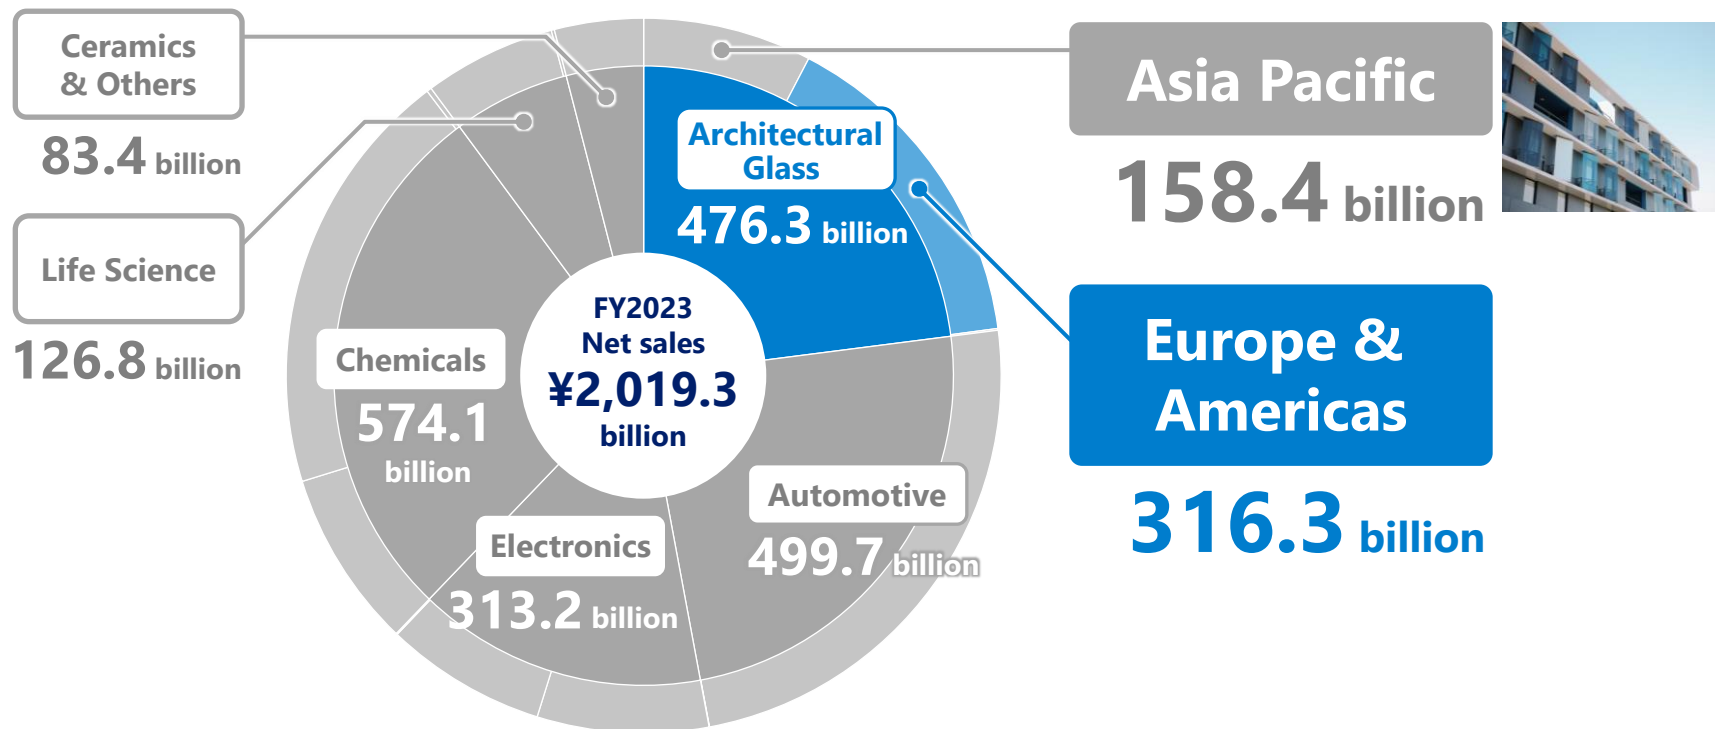 Ceramics
& Others
83.4 billion
Life Science
126.8 billion
Architectural
Glass
476.3 billion
FY2023
Net sales
¥2,019.3
billion
Chemicals
574.1
billion
Electronics
313.2 billion
Automotive
499.7 billion
Asia Pacific
158.4 billion
Europe &
Americas
316.3 billion